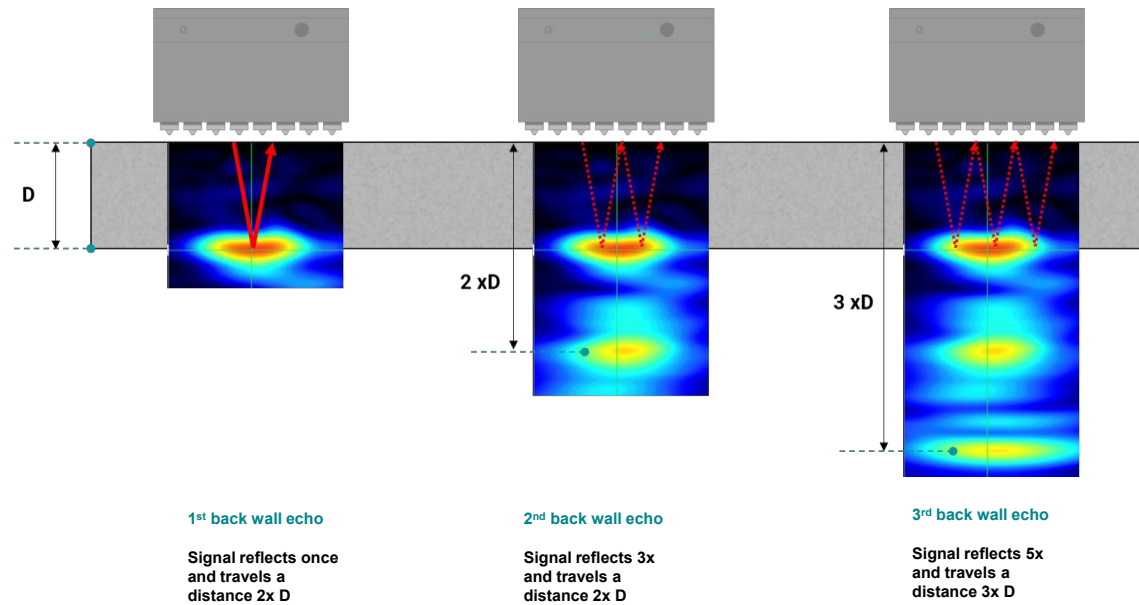 D
2 xD
3 xD
1st back wall echo
Signal reflects once
and travels a
distance 2x D
2nd back wall echo
Signal reflects 3x
and travels a
distance 2x D
3rd back wall echo
Signal reflects 5x
and travels a
distance 3x D